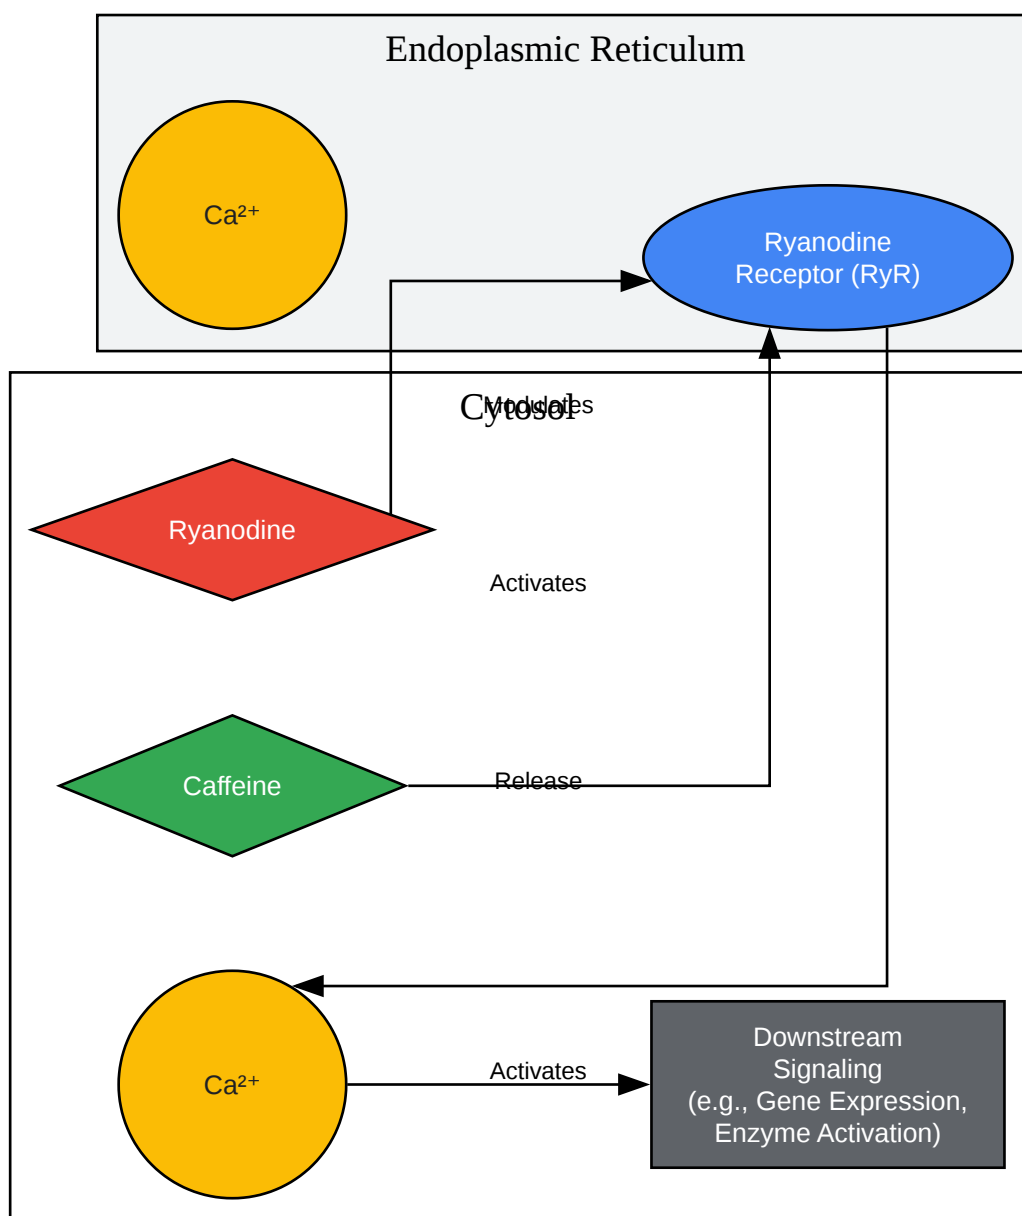 Endoplasmic Reticulum
Ca²⁺
Ryanodine
Receptor (RyR)
Cytosol
Modulates
Ryanodine
Activates
Caffeine
Release
Ca²⁺
Activates
Downstream
Signaling
(e.g., Gene Expression,
Enzyme Activation)